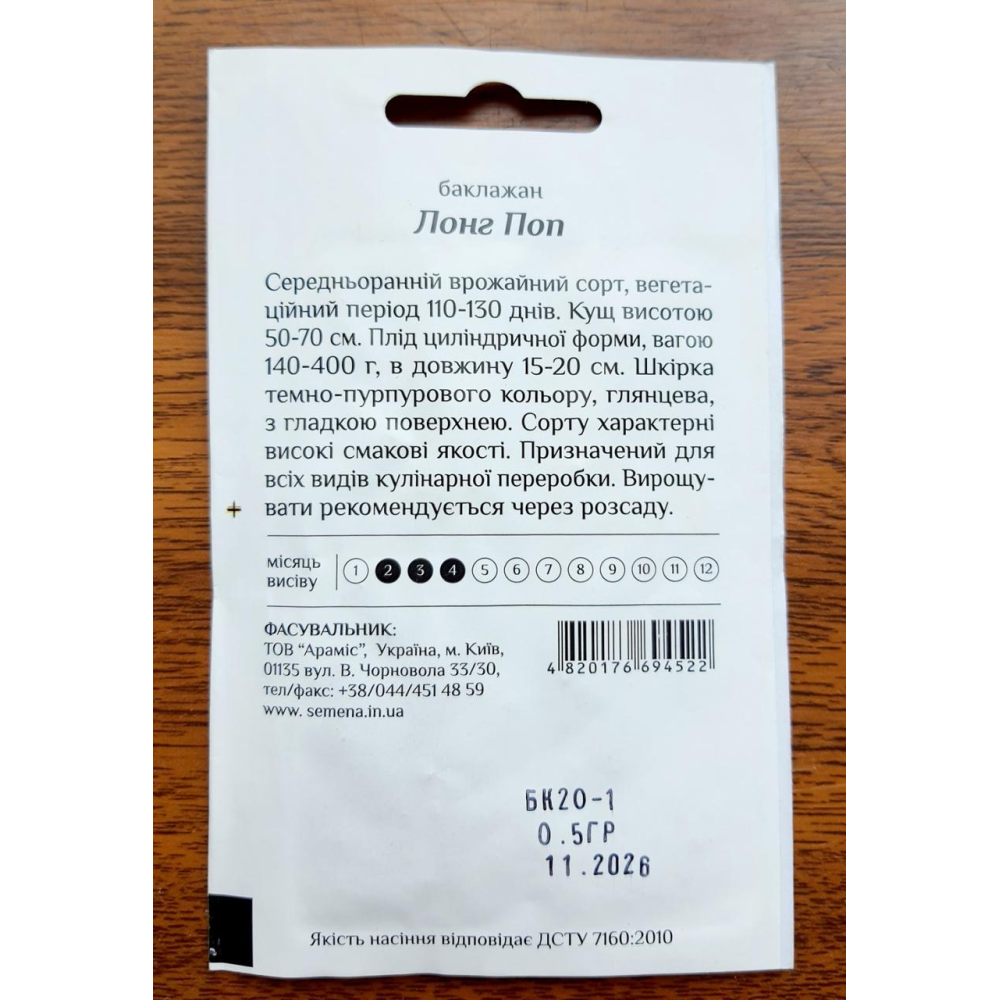 баклажан
Лонг Поп
Середньоранній врожайний сорт, вегета-
ційний період 110-130 днів. Кущ висотою
50-70 см. Плід циліндричної форми, вагою
140-400 г, в довжину 15-20 см. Шкірка
темно-пурпурового кольору, глянцева,
з гладкою поверхнею. Сорту характерні
високі смакові якості. Призначений для
всіх видів кулінарної переробки. Вирощу-
вати рекомендується через розсаду.
місяць
висіву
1 2 3 4 5 6 7 8 9 10 11 12
ФАСУВАЛЬНИК:
ТОВ “Араміс”, Україна, м. Київ,
01135 вул. В. Чорновола 33/30,
тел/факс: +38/044/451 48 59
www. semena.in.ua
4 820176 694522
БК20-1
0.5ГР
11.2026
Якість насіння відповідає ДСТУ 7160:2010